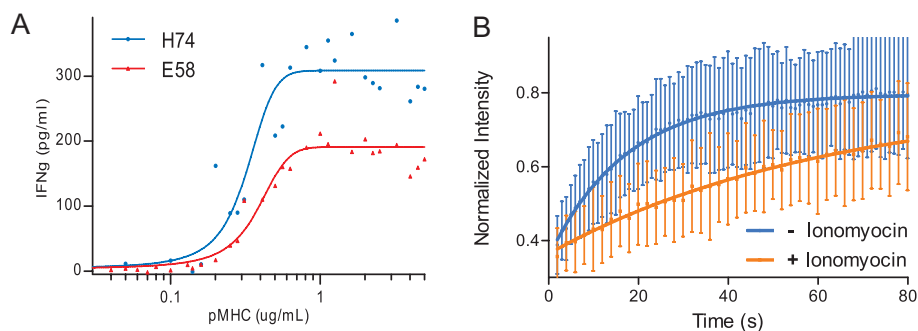 A
H74
E58
IFNg (pg/ml)
300
200
100
0
0.1
1
pMHC (ug/mL)
B
Normalized Intensity
0.8
0.6
0.4
- Ionomyocin
+ Ionomyocin
0
20
40
60
80
Time (s)